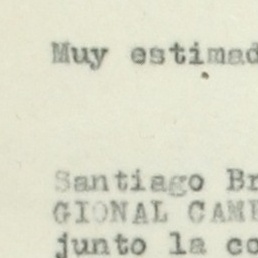 Muy estimad
Santiago Br
GIONAL CAM
junto la co